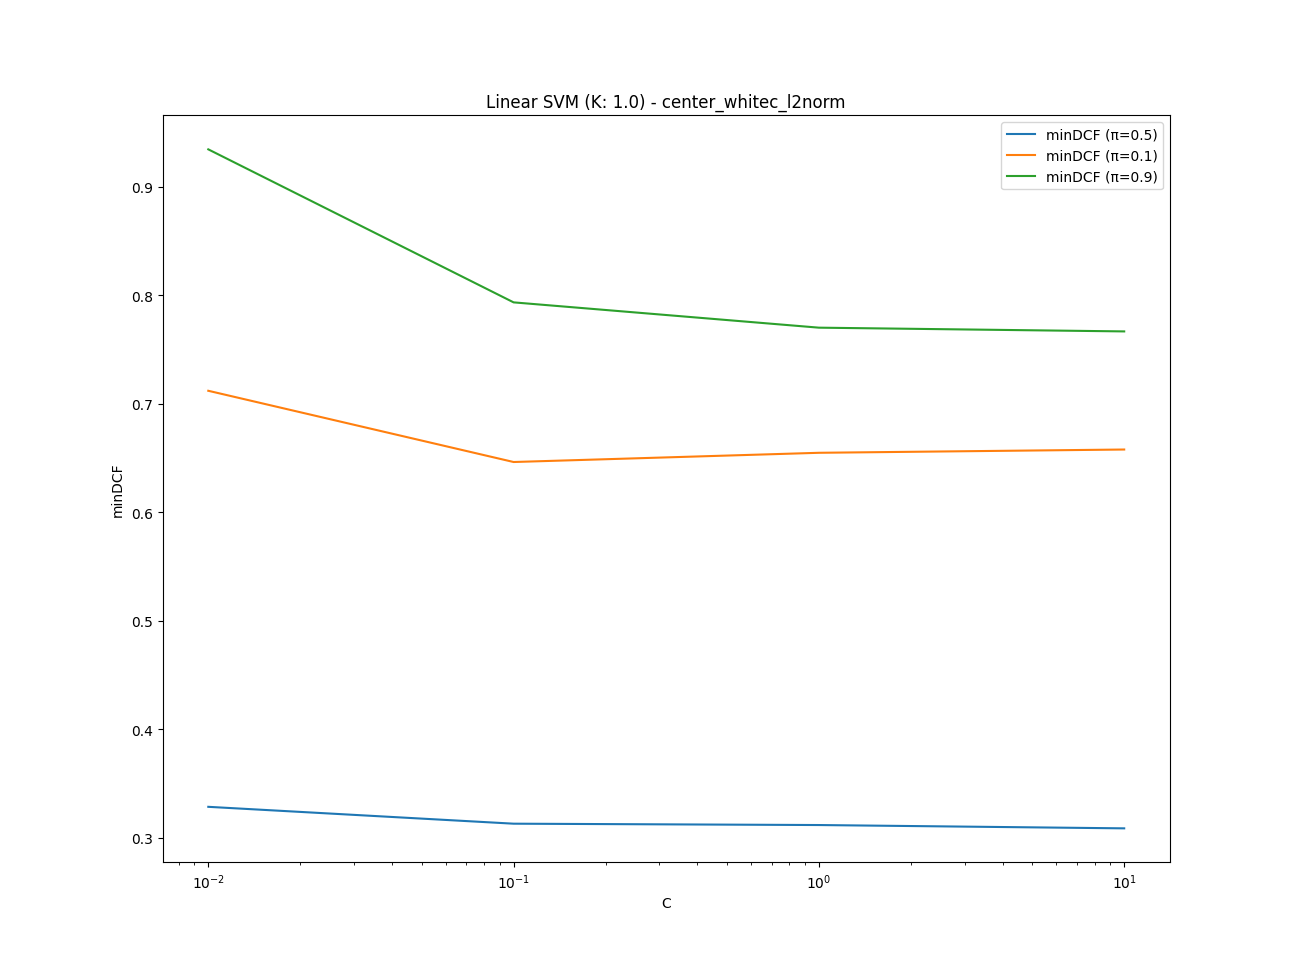 Linear SVM (K: 1.0) - center_whitec_l2norm
minDCF (π=0.5)
minDCF (π=0.1)
minDCF (π=0.9)
0.9
0.8
0.7
0.6
0.5
0.4
0.3
minDCF
10⁻² 10⁻¹ 10⁰ 10¹
C